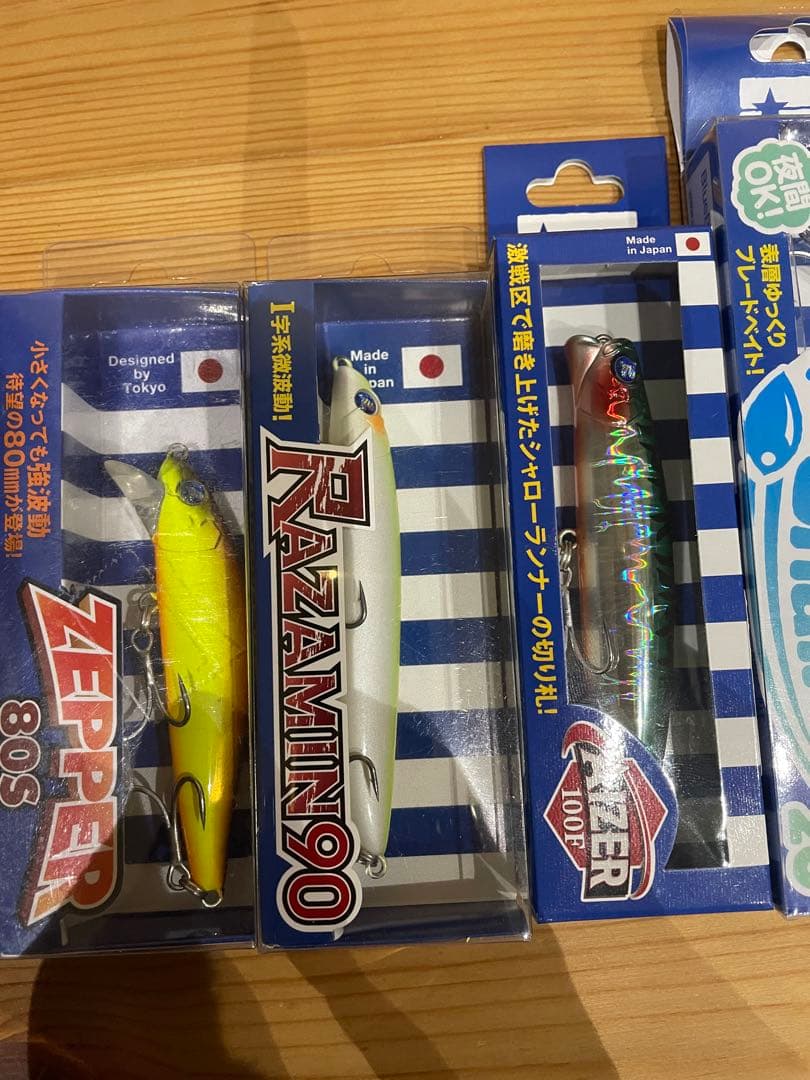 小さくなっても強波動
待望の80mmが登場!
Designed
by
Tokyo
ZEPPER
80S
I字系微波動!
Made
in Japan
RAZAMIN90
激戦区で磨き上げたシャローランナーの切り札!
Made
in Japan
100F
夜間
OK!
表層ゆっくり
ブレードベイト!